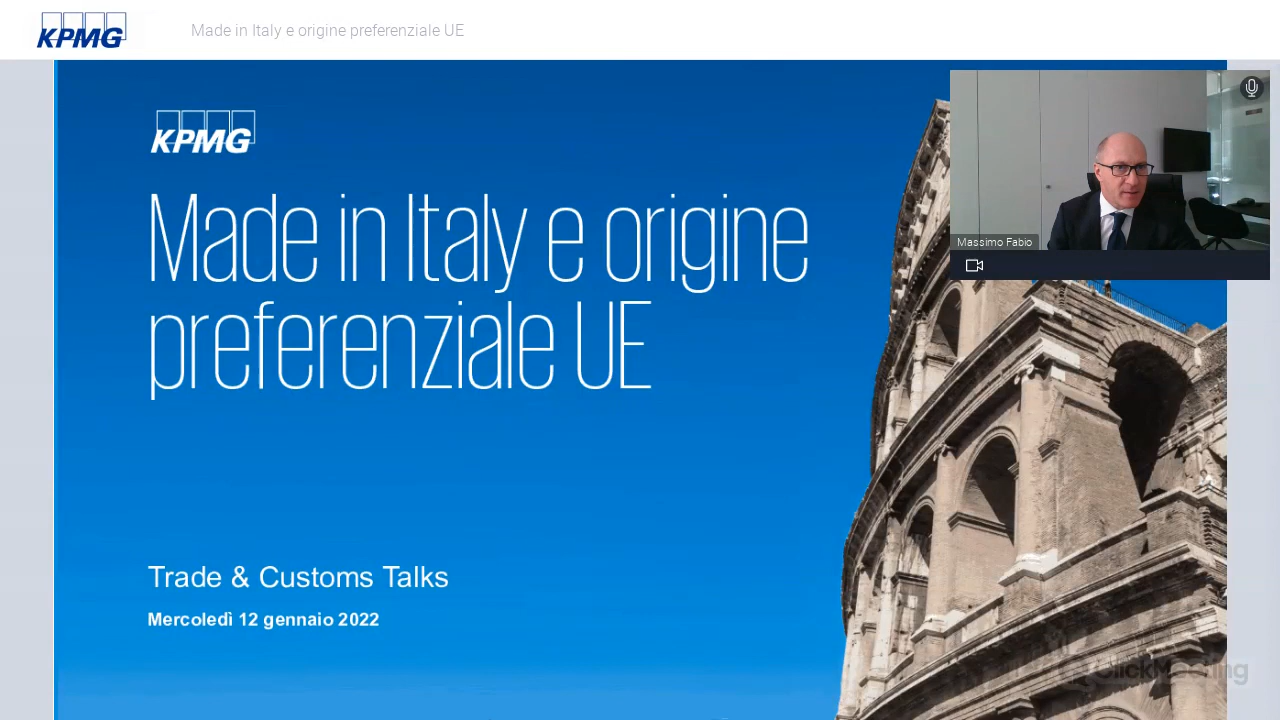 KPMG
Made in Italy e origine preferenziale UE
KPMG
Made in Italy e origine
preferenziale UE
Massimo Fabio
Trade & Customs Talks
Mercoledì 12 gennaio 2022
ClickMeeting